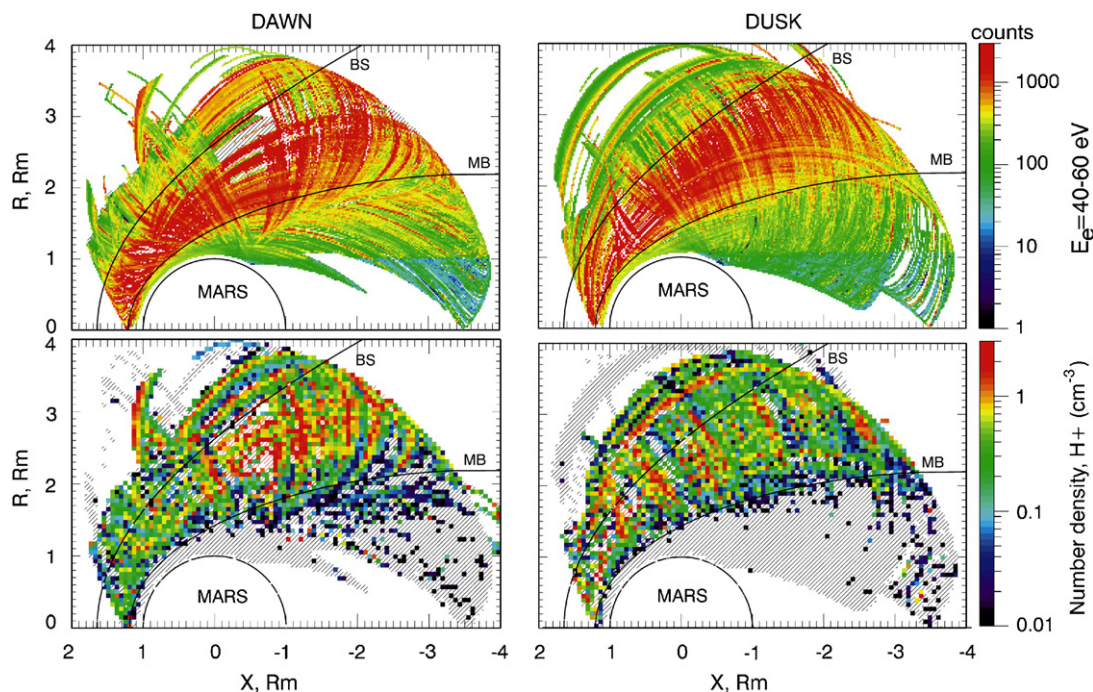 DAWN
DUSK
counts
4
3
2
1
0
R, Rm
BS
MB
MARS
BS
MB
MARS
1000
100
10
1
Ee=40-60 eV
4
3
2
1
0
R, Rm
BS
MB
MARS
BS
MB
MARS
1
0.1
0.01
Number density, H+ (cm-3)
2 1 0 -1 -2 -3 -4
2 1 0 -1 -2 -3 -4
X, Rm
X, Rm